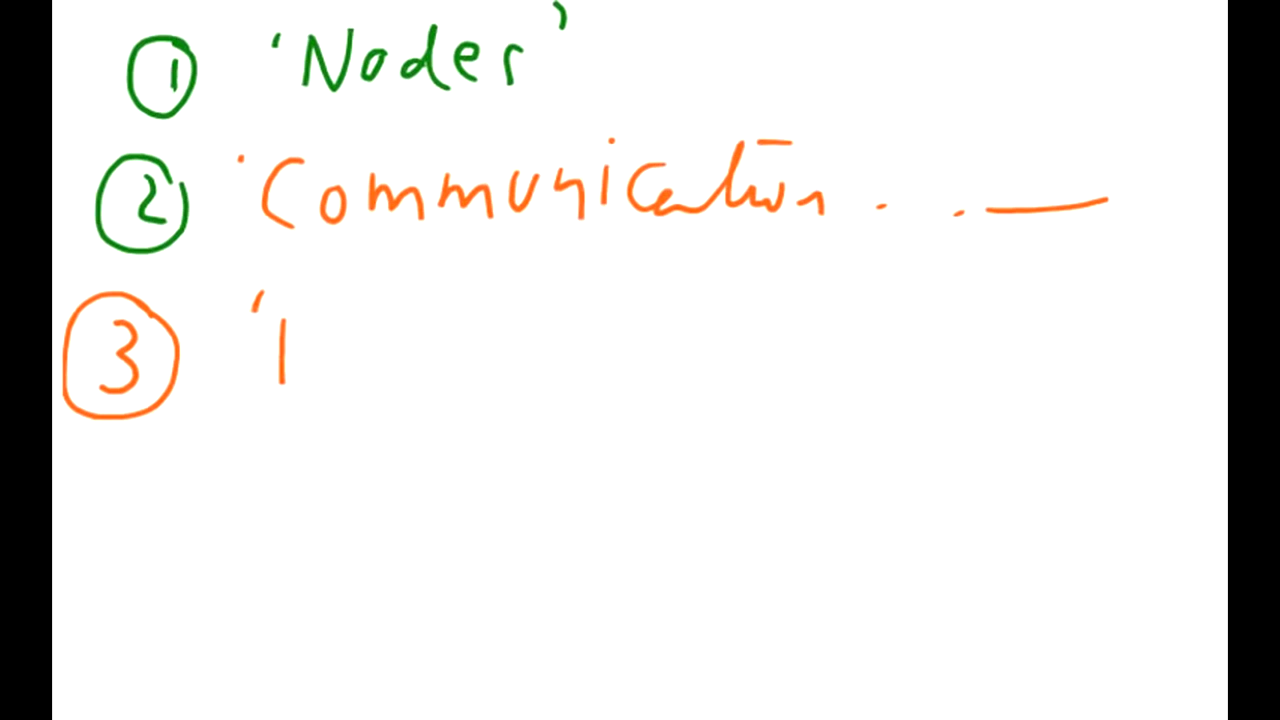 ① 'Nodes'
② 'Communication . . —
③ 'I